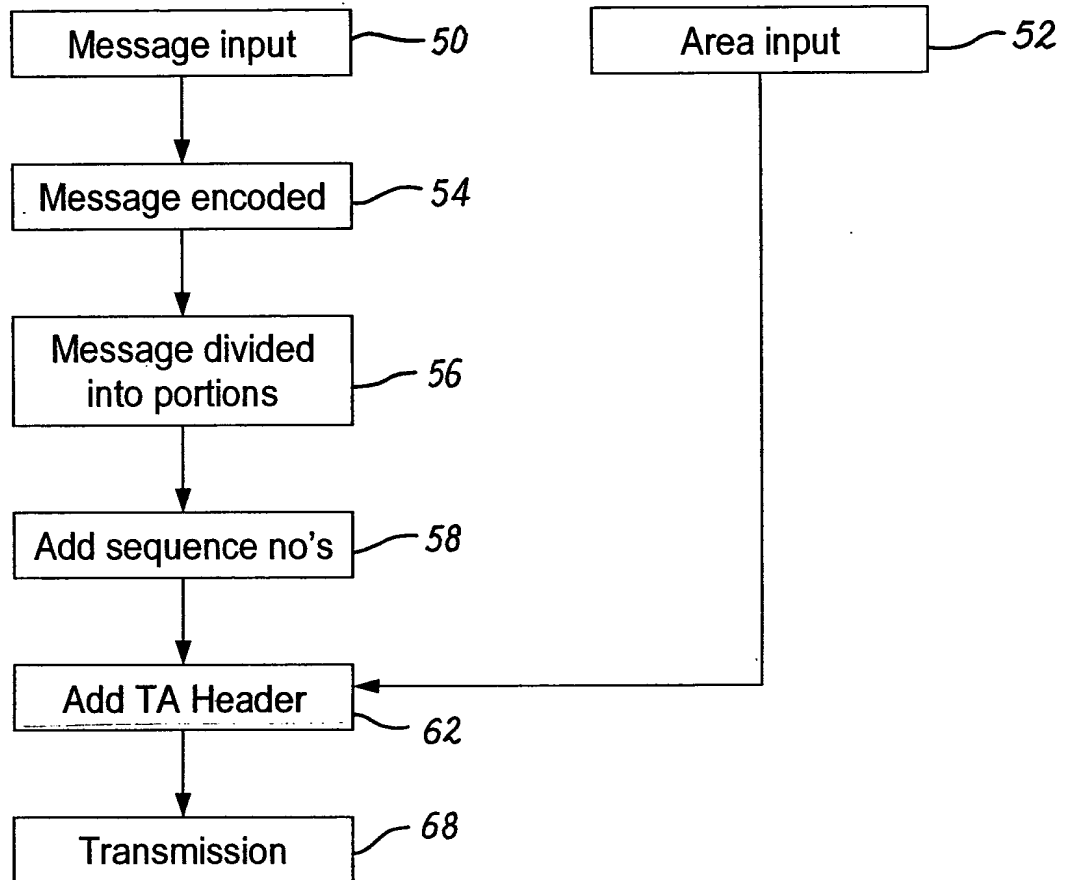 Message input
50
Area input
52
Message encoded
54
Message divided
into portions
56
Add sequence no's
58
Add TA Header
62
Transmission
68